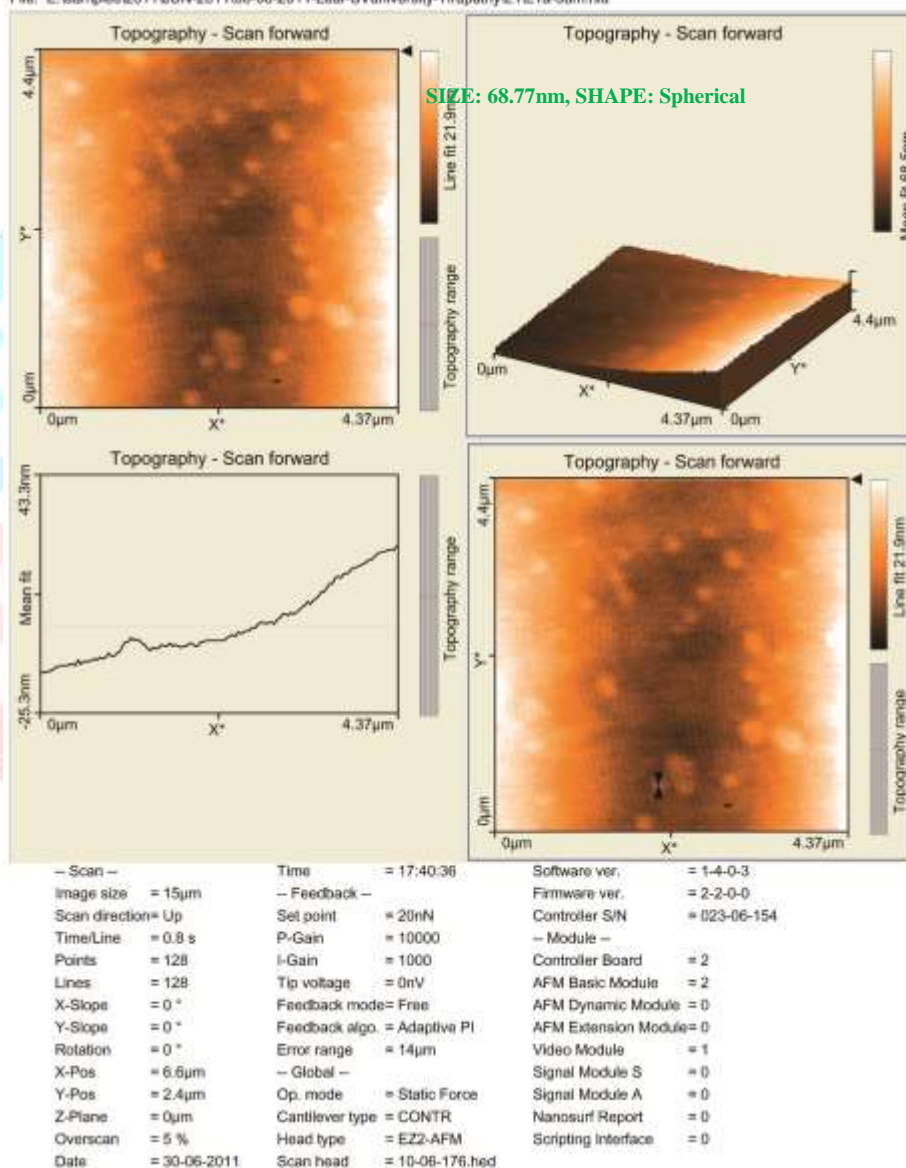 Topography - Scan forward
4.4µm
Y*
0µm
0µm
X*
4.37µm
Line fit 21.9nm
Topography range
Topography - Scan forward
SIZE: 68.77nm, SHAPE: Spherical
0µm
X*
4.37µm
0µm
Y*
4.4µm
Topography - Scan forward
43.3nm
Mean fit
-25.3nm
0µm
X*
4.37µm
Topography range
Topography - Scan forward
4.4µm
Y*
0µm
0µm
X*
4.37µm
Line fit 21.9nm
Topography range
-- Scan --
Image size = 15µm
Scan direction= Up
Time/Line = 0.8 s
Points = 128
Lines = 128
X-Slope = 0 °
Y-Slope = 0 °
Rotation = 0 °
X-Pos = 6.6µm
Y-Pos = 2.4µm
Z-Plane = 0µm
Overscan = 5 %
Date = 30-06-2011
Time = 17:40:36
-- Feedback --
Set point = 20nN
P-Gain = 10000
I-Gain = 1000
Tip voltage = 0nV
Feedback mode= Free
Feedback algo. = Adaptive PI
Error range = 14µm
-- Global --
Op. mode = Static Force
Cantilever type = CONTR
Head type = EZ2-AFM
Scan head = 10-06-176.hed
Software ver. = 1-4-0-3
Firmware ver. = 2-2-0-0
Controller S/N = 023-06-154
-- Module --
Controller Board = 2
AFM Basic Module = 2
AFM Dynamic Module = 0
AFM Extension Module= 0
Video Module = 1
Signal Module S = 0
Signal Module A = 0
Nanosurf Report = 0
Scripting Interface = 0